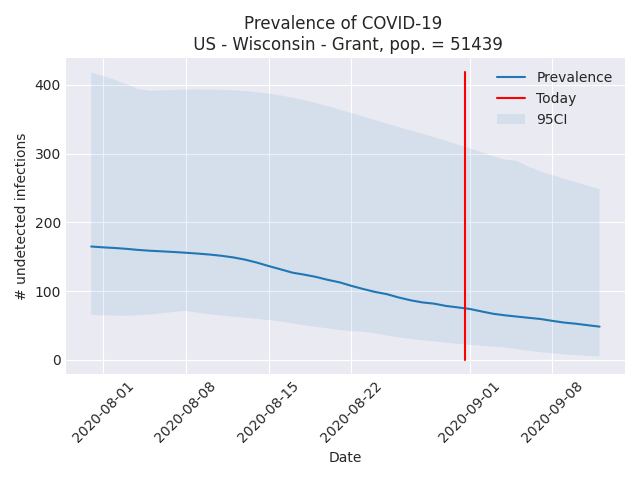 Prevalence of COVID-19
US - Wisconsin - Grant, pop. = 51439
# undetected infections
400
300
200
100
0
Prevalence
Today
95CI
2020-08-01
2020-08-08
2020-08-15
2020-08-22
2020-09-01
2020-09-08
Date